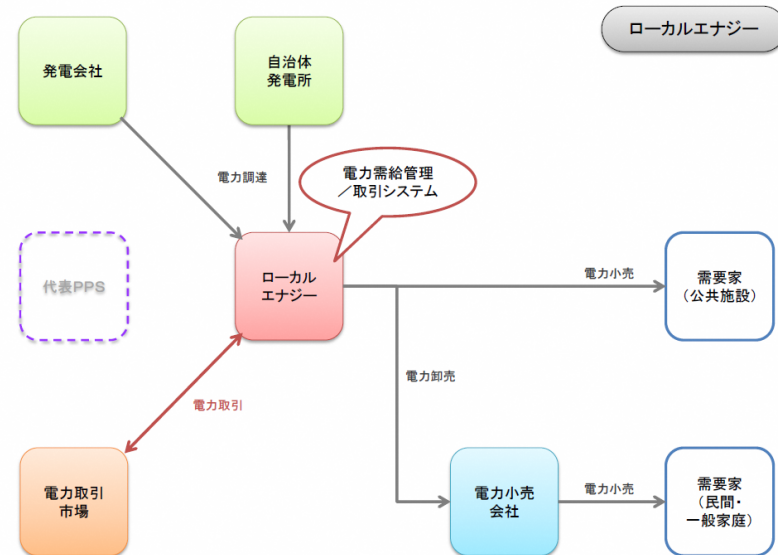 ローカルエナジー
発電会社
自治体
発電所
電力調達
電力需給管理
／取引システム
代表PPS
ローカル
エナジー
電力小売
需要家
（公共施設）
電力卸売
電力取引
電力取引
市場
電力小売
会社
電力小売
需要家
（民間・
一般家庭）